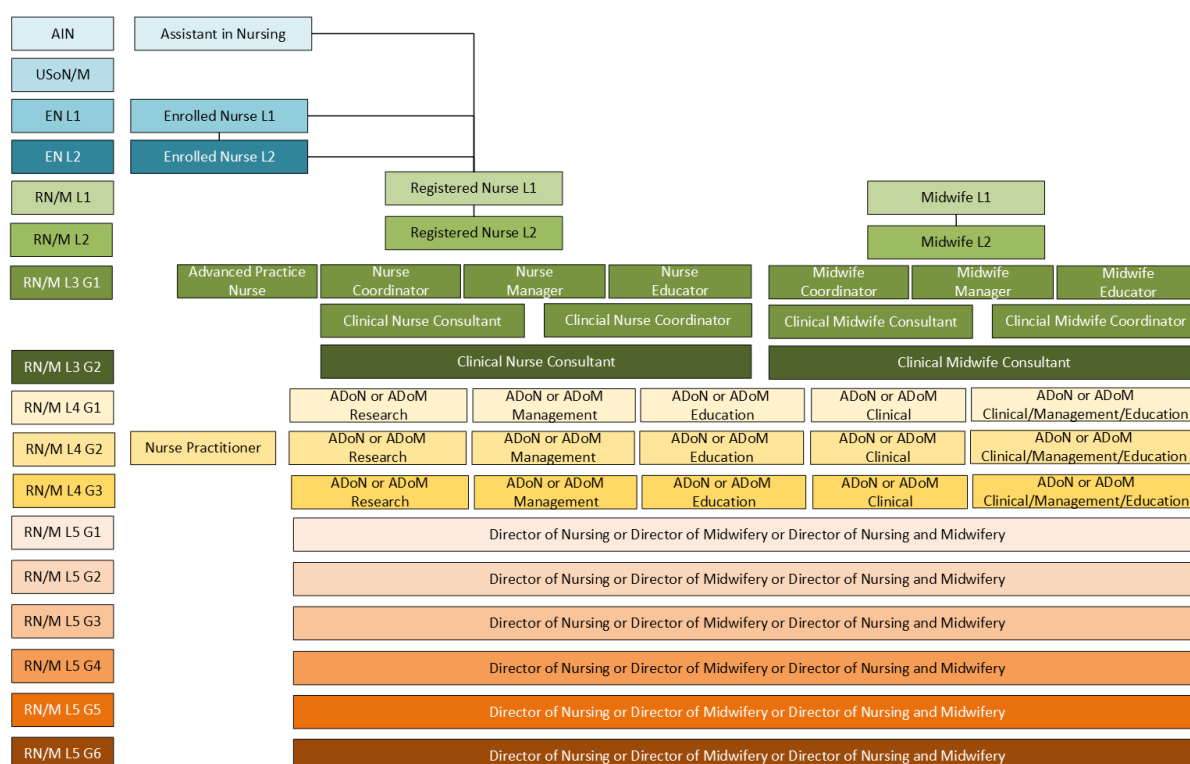 AIN
Assistant in Nursing
USoN/M
EN L1
Enrolled Nurse L1
EN L2
Enrolled Nurse L2
RN/M L1
Registered Nurse L1
Midwife L1
RN/M L2
Registered Nurse L2
Midwife L2
RN/M L3 G1
Advanced Practice
Nurse
Nurse
Coordinator
Nurse
Manager
Nurse
Educator
Midwife
Coordinator
Midwife
Manager
Midwife
Educator
Clinical Nurse Consultant
Clincial Nurse Coordinator
Clinical Midwife Consultant
Clincial Midwife Coordinator
RN/M L3 G2
Clinical Nurse Consultant
Clinical Midwife Consultant
RN/M L4 G1
ADoN or ADoM
Research
ADoN or ADoM
Management
ADoN or ADoM
Education
ADoN or ADoM
Clinical
ADoN or ADoM
Clinical/Management/Education
RN/M L4 G2
Nurse Practitioner
ADoN or ADoM
Research
ADoN or ADoM
Management
ADoN or ADoM
Education
ADoN or ADoM
Clinical
ADoN or ADoM
Clinical/Management/Education
RN/M L4 G3
ADoN or ADoM
Research
ADoN or ADoM
Management
ADoN or ADoM
Education
ADoN or ADoM
Clinical
ADoN or ADoM
Clinical/Management/Education
RN/M L5 G1
Director of Nursing or Director of Midwifery or Director of Nursing and Midwifery
RN/M L5 G2
Director of Nursing or Director of Midwifery or Director of Nursing and Midwifery
RN/M L5 G3
Director of Nursing or Director of Midwifery or Director of Nursing and Midwifery
RN/M L5 G4
Director of Nursing or Director of Midwifery or Director of Nursing and Midwifery
RN/M L5 G5
Director of Nursing or Director of Midwifery or Director of Nursing and Midwifery
RN/M L5 G6
Director of Nursing or Director of Midwifery or Director of Nursing and Midwifery